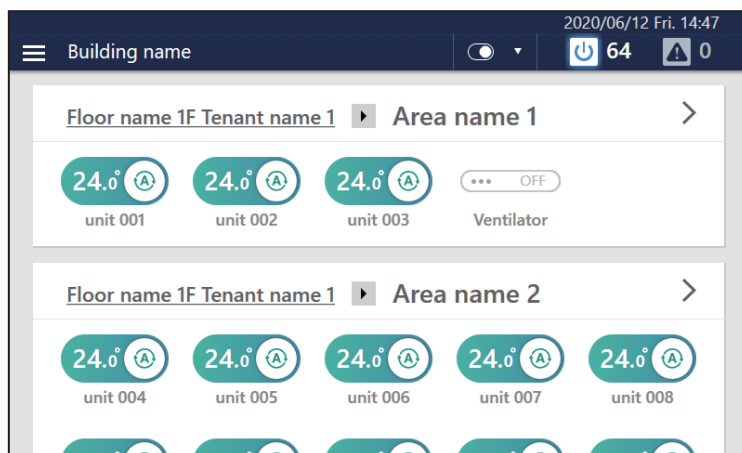 2020/06/12 Fri. 14:47
Building name 64 0
Floor name 1F Tenant name 1 Area name 1
24.0° A 24.0° A 24.0° A OFF
unit 001 unit 002 unit 003 Ventilator
Floor name 1F Tenant name 1 Area name 2
24.0° A 24.0° A 24.0° A 24.0° A 24.0° A
unit 004 unit 005 unit 006 unit 007 unit 008